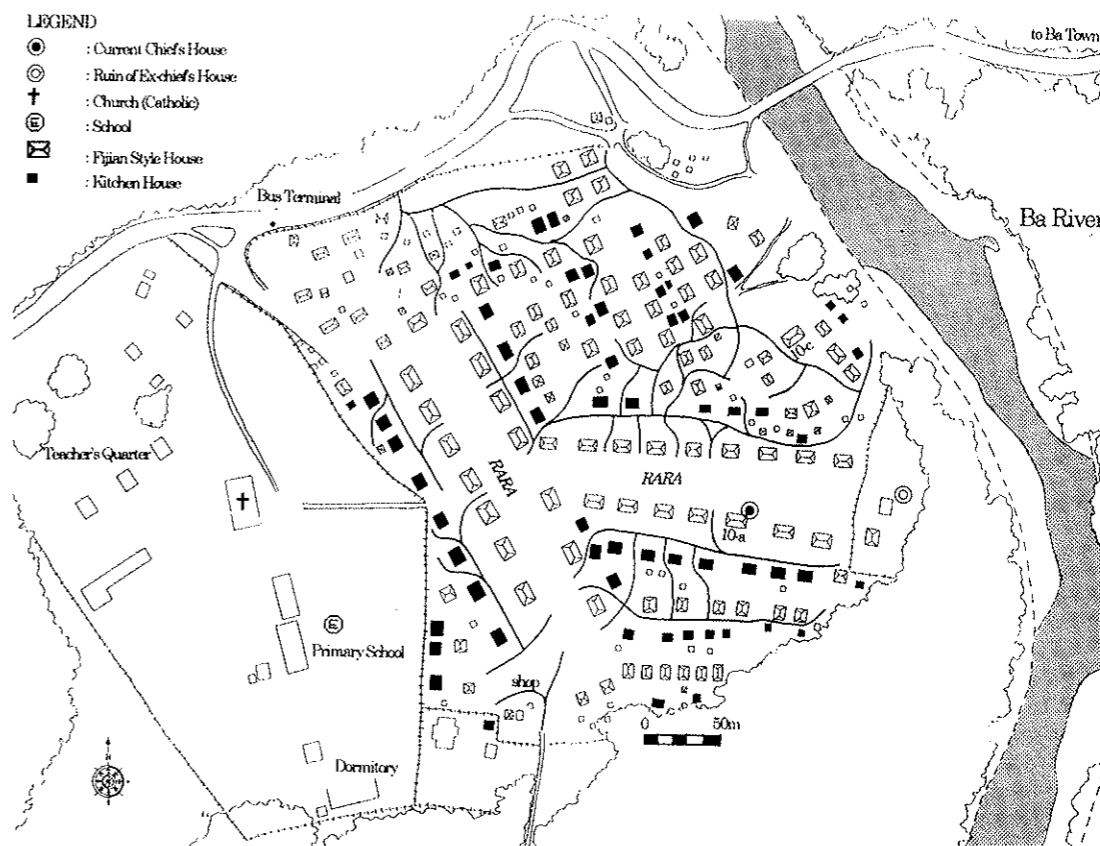 LEGEND
: Current Chief's House
: Ruin of Ex-chief's House
: Church (Catholic)
E : School
: Fijian Style House
: Kitchen House
to Ba Town
Bus Terminal
Ba River
10-c
Teacher's Quarter
RARA
RARA
10-a
E
Primary School
shop
0 50m
N
Dormitory